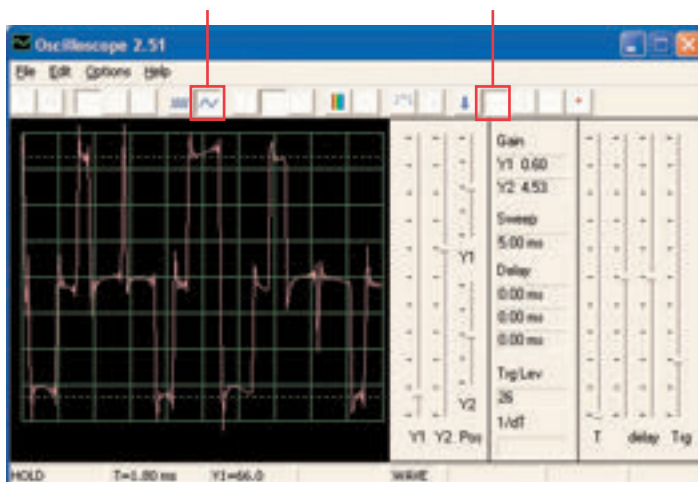 Oscilloscope 2.51
File Edit Options Help
Gain
Y1 0.60
Y2 4.53
Sweep
5.00 ms
Delay
0.00 ms
0.00 ms
0.00 ms
Trg Lev
26
1/dT
Y1
Y2
Y1 Y2 Pos
T delay Trg
HOLD T=1.80 ms Y1=66.0 WAVE